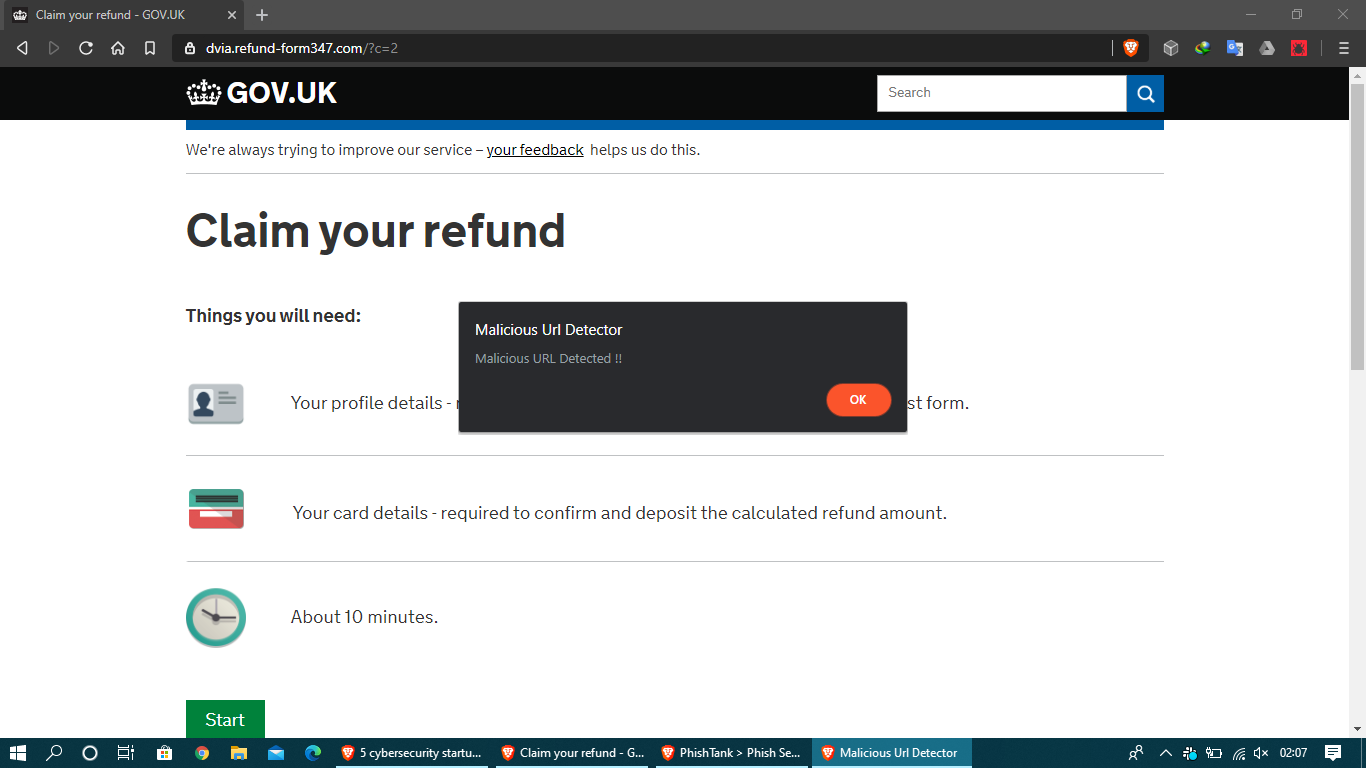 Claim your refund - GOV.UK
dvia.refund-form347.com/?c=2
GOV.UK
Search
We're always trying to improve our service – your feedback helps us do this.
Claim your refund
Things you will need:
Malicious Url Detector
Malicious URL Detected !!
OK
Your profile details - st form.
Your card details - required to confirm and deposit the calculated refund amount.
About 10 minutes.
Start
5 cybersecurity startu...
Claim your refund - G...
PhishTank > Phish Se...
Malicious Url Detector
02:07